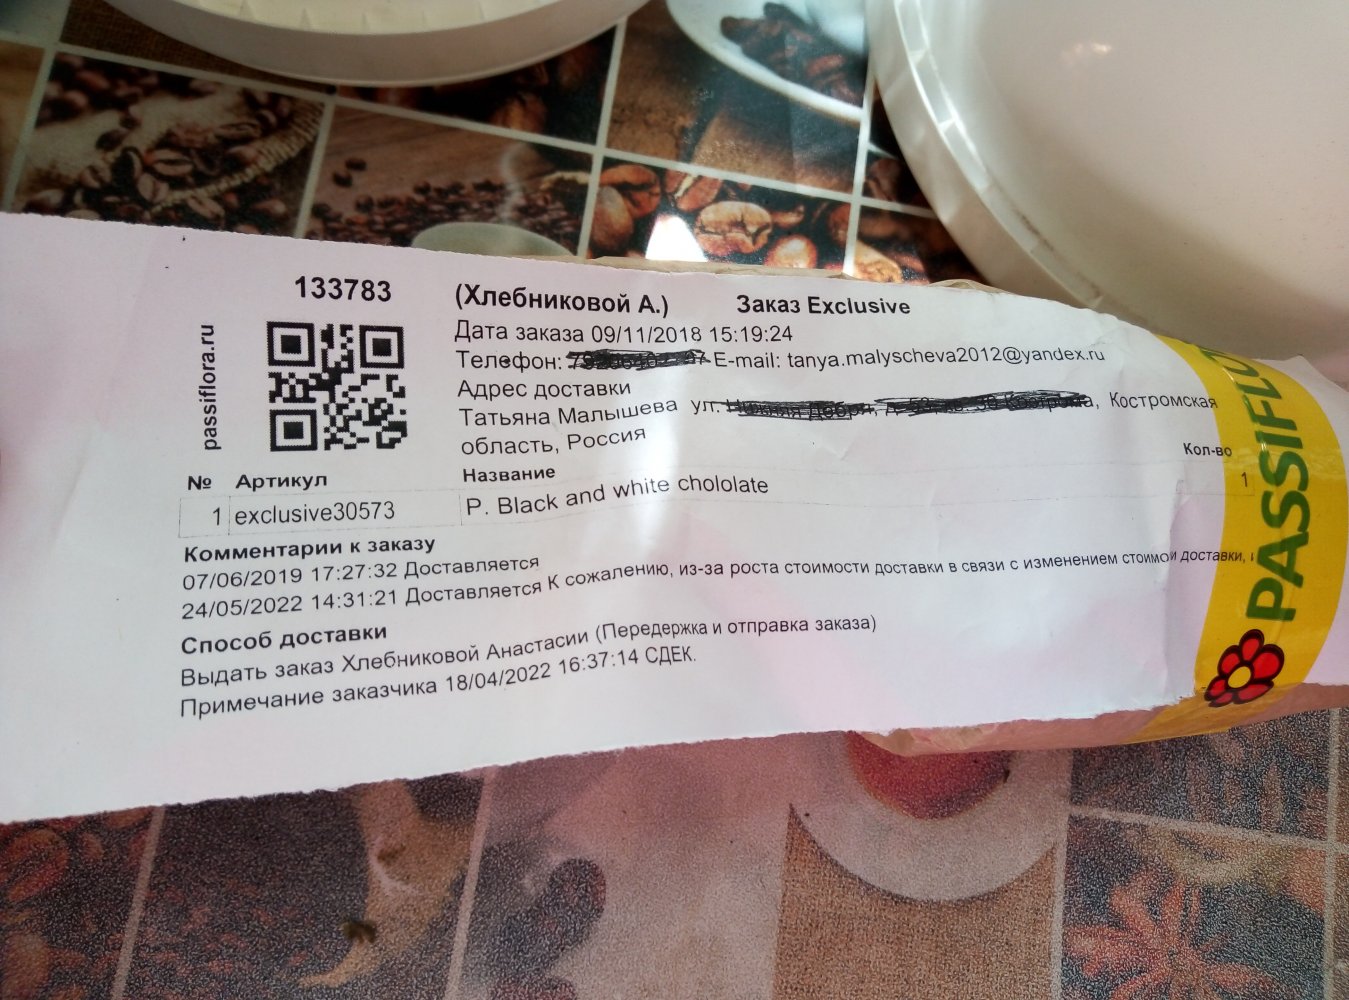 133783 (Хлебниковой А.) Заказ Exclusive
passiflora.ru
Дата заказа 09/11/2018 15:19:24
Телефон: E-mail: tanya.malyscheva2012@yandex.ru
Адрес доставки
Татьяна Малышева ул. , Костромская
область, Россия
№ Артикул Название Кол-во
1 exclusive30573 P. Black and white chololate 1
Комментарии к заказу
07/06/2019 17:27:32 Доставляется
24/05/2022 14:31:21 Доставляется К сожалению, из-за роста стоимости доставки в связи с изменением стоимои доставки,
Способ доставки
Выдать заказ Хлебниковой Анастасии (Передержка и отправка заказа)
Примечание заказчика 18/04/2022 16:37:14 СДЕК.
PASSIFLO